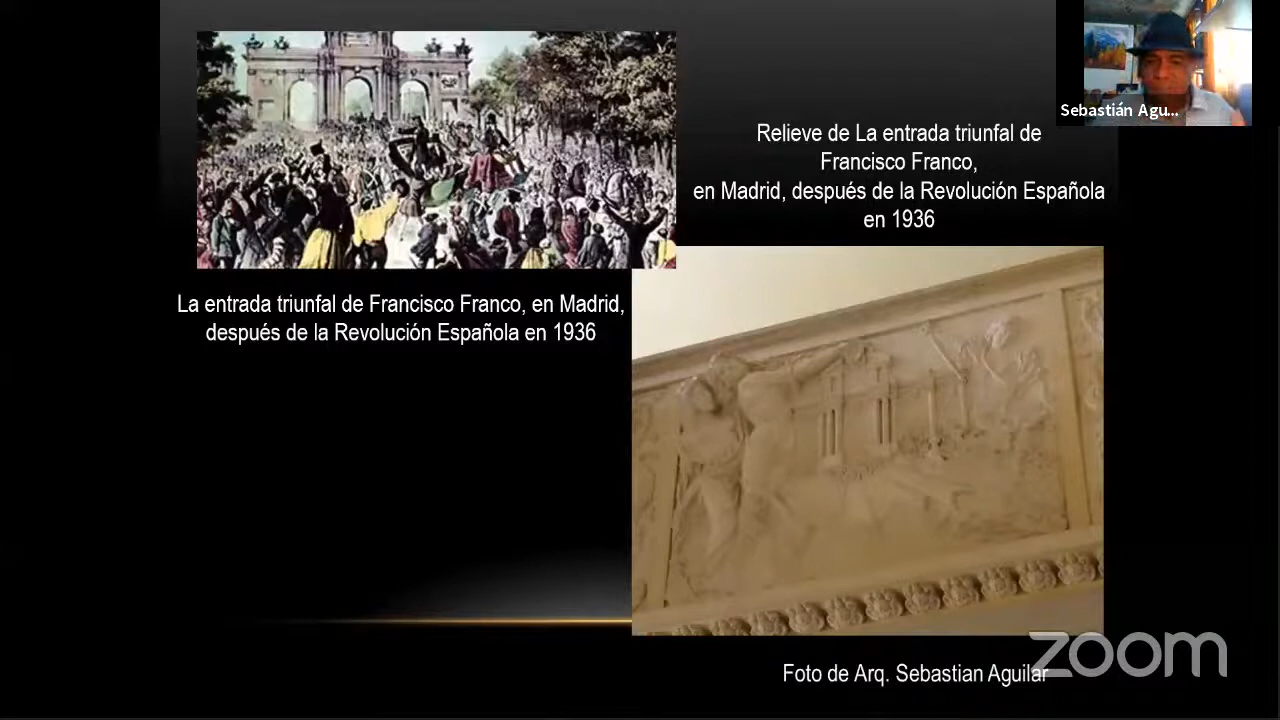 Sebastián Agu...
Relieve de La entrada triunfal de
Francisco Franco,
en Madrid, después de la Revolución Española
en 1936
La entrada triunfal de Francisco Franco, en Madrid,
después de la Revolución Española en 1936
Foto de Arq. Sebastian Aguilar
zoom